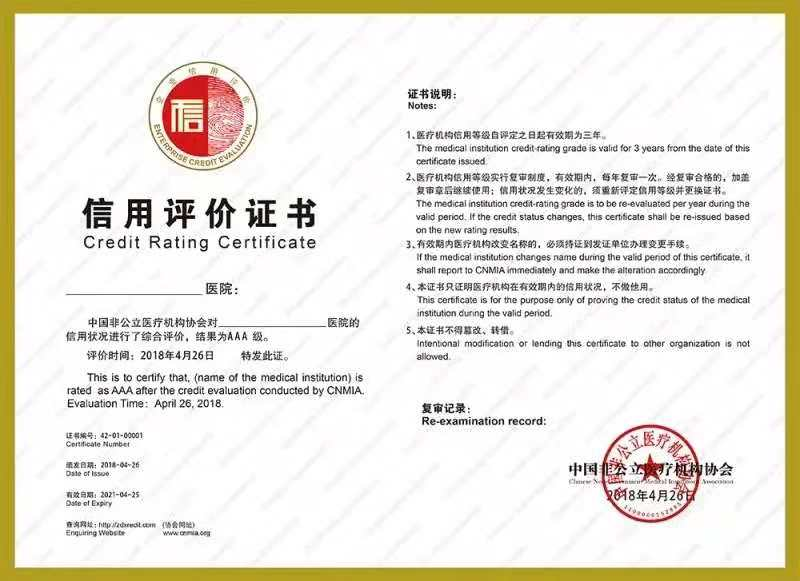 企业信用评价
信
ENTERPRISE CREDIT EVALUATION
信用评价证书
Credit Rating Certificate
医院：
中国非公立医疗机构协会对 医院的
信用状况进行了综合评价，结果为AAA 级。
评价时间：2018年4月26日 特发此证。
This is to certify that, (name of the medical institution) is
rated as AAA after the credit evaluation conducted by CNMIA.
Evaluation Time: April 26, 2018.
证书编号：42-01-00001
Certificate Number
颁发日期：2018-04-26
Date of Issue
有效日期：2021-04-25
Date of Expiry
查询网址：http://zdxredit.com (协会网址)
Enquiring Website www.cnmia.org
证书说明：
Notes:
1、医疗机构信用等级自评定之日起有效期为三年。
The medical institution credit-rating grade is valid for 3 years from the date of this
certificate issued.
2、医疗机构信用等级实行复审制度，有效期内，每年复审一次。经复审合格的，加盖
复审章后继续使用；信用状况发生变化的，须重新评定信用等级并更换证书。
The medical institution credit-rating grade is to be re-evaluated per year during the
valid period. If the credit status changes, this certificate shall be re-issued based
on the new rating results.
3、有效期内医疗机构改变名称的，必须持证到发证单位办理变更手续。
If the medical institution changes name during the valid period of this certificate, it
shall report to CNMIA immediately and make the alteration accordingly
4、本证书只证明医疗机构在有效期内的信用状况，不做他用。
This certificate is for the purpose only of proving the credit status of the medical
institution during the valid period.
5、本证书不得篡改、转借。
Intentional modification or lending this certificate to other organization is not
allowed.
复审记录：
Re-examination record:
中国非公立医疗机构协会
Chinese Non-government Medical Institutions Association
2018年4月26日
中国非公立医疗机构协会